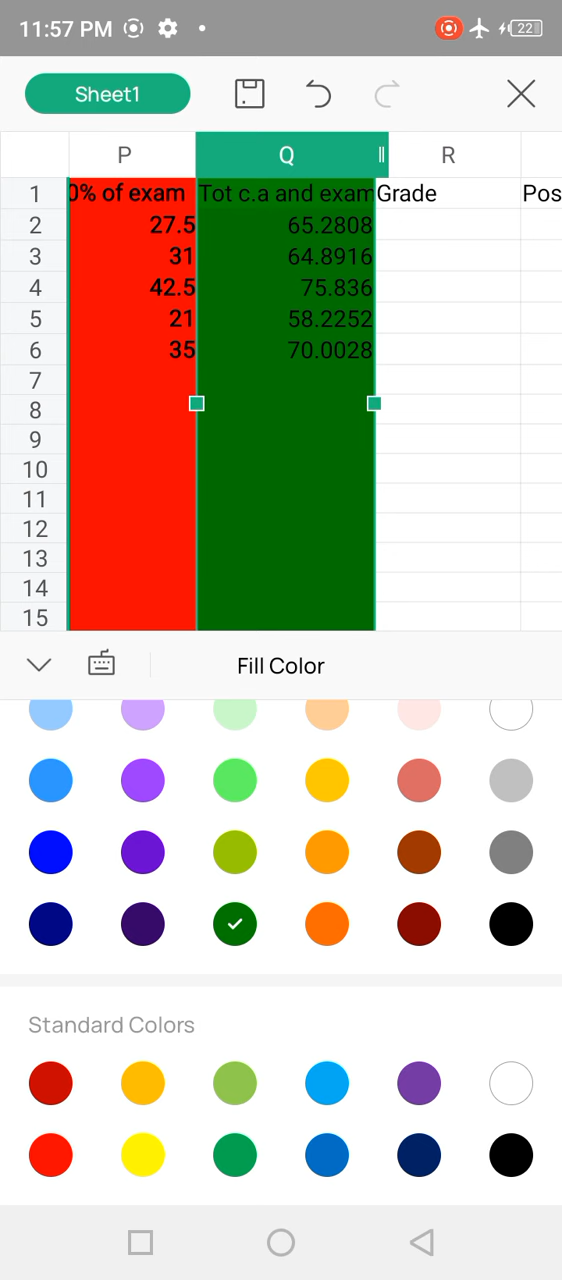 11:57 PM 22
Sheet1
P Q R
1 0% of exam Tot c.a and exam Grade Pos
2 27.5 65.2808
3 31 64.8916
4 42.5 75.836
5 21 58.2252
6 35 70.0028
7
8
9
10
11
12
13
14
15
Fill Color
Standard Colors